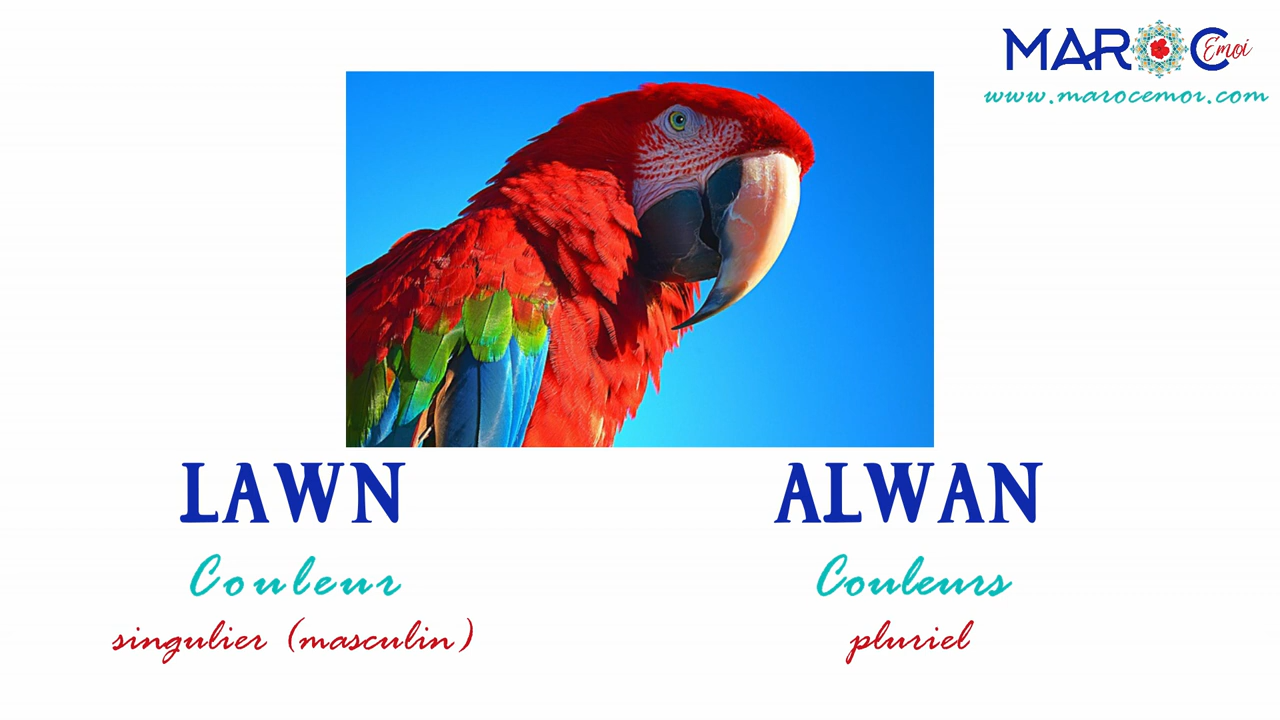 MAROC Emoi
www.marocemoi.com
LAWN
Couleur
singulier (masculin)
ALWAN
Couleurs
pluriel